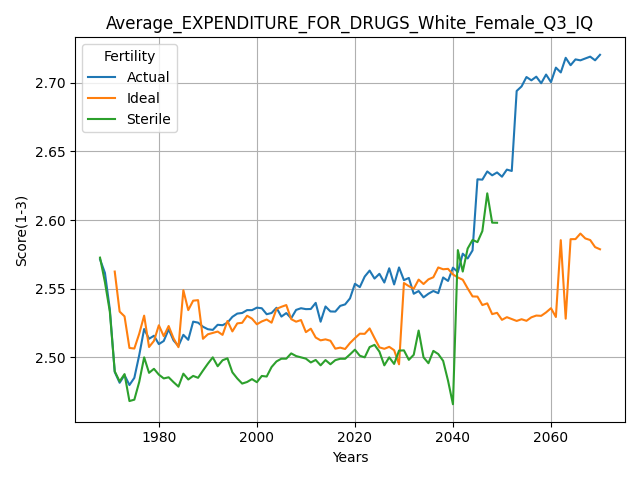 Average_EXPENDITURE_FOR_DRUGS_White_Female_Q3_IQ
Fertility
Actual
Ideal
Sterile
Score(1-3)
2.70
2.65
2.60
2.55
2.50
1980
2000
2020
2040
2060
Years